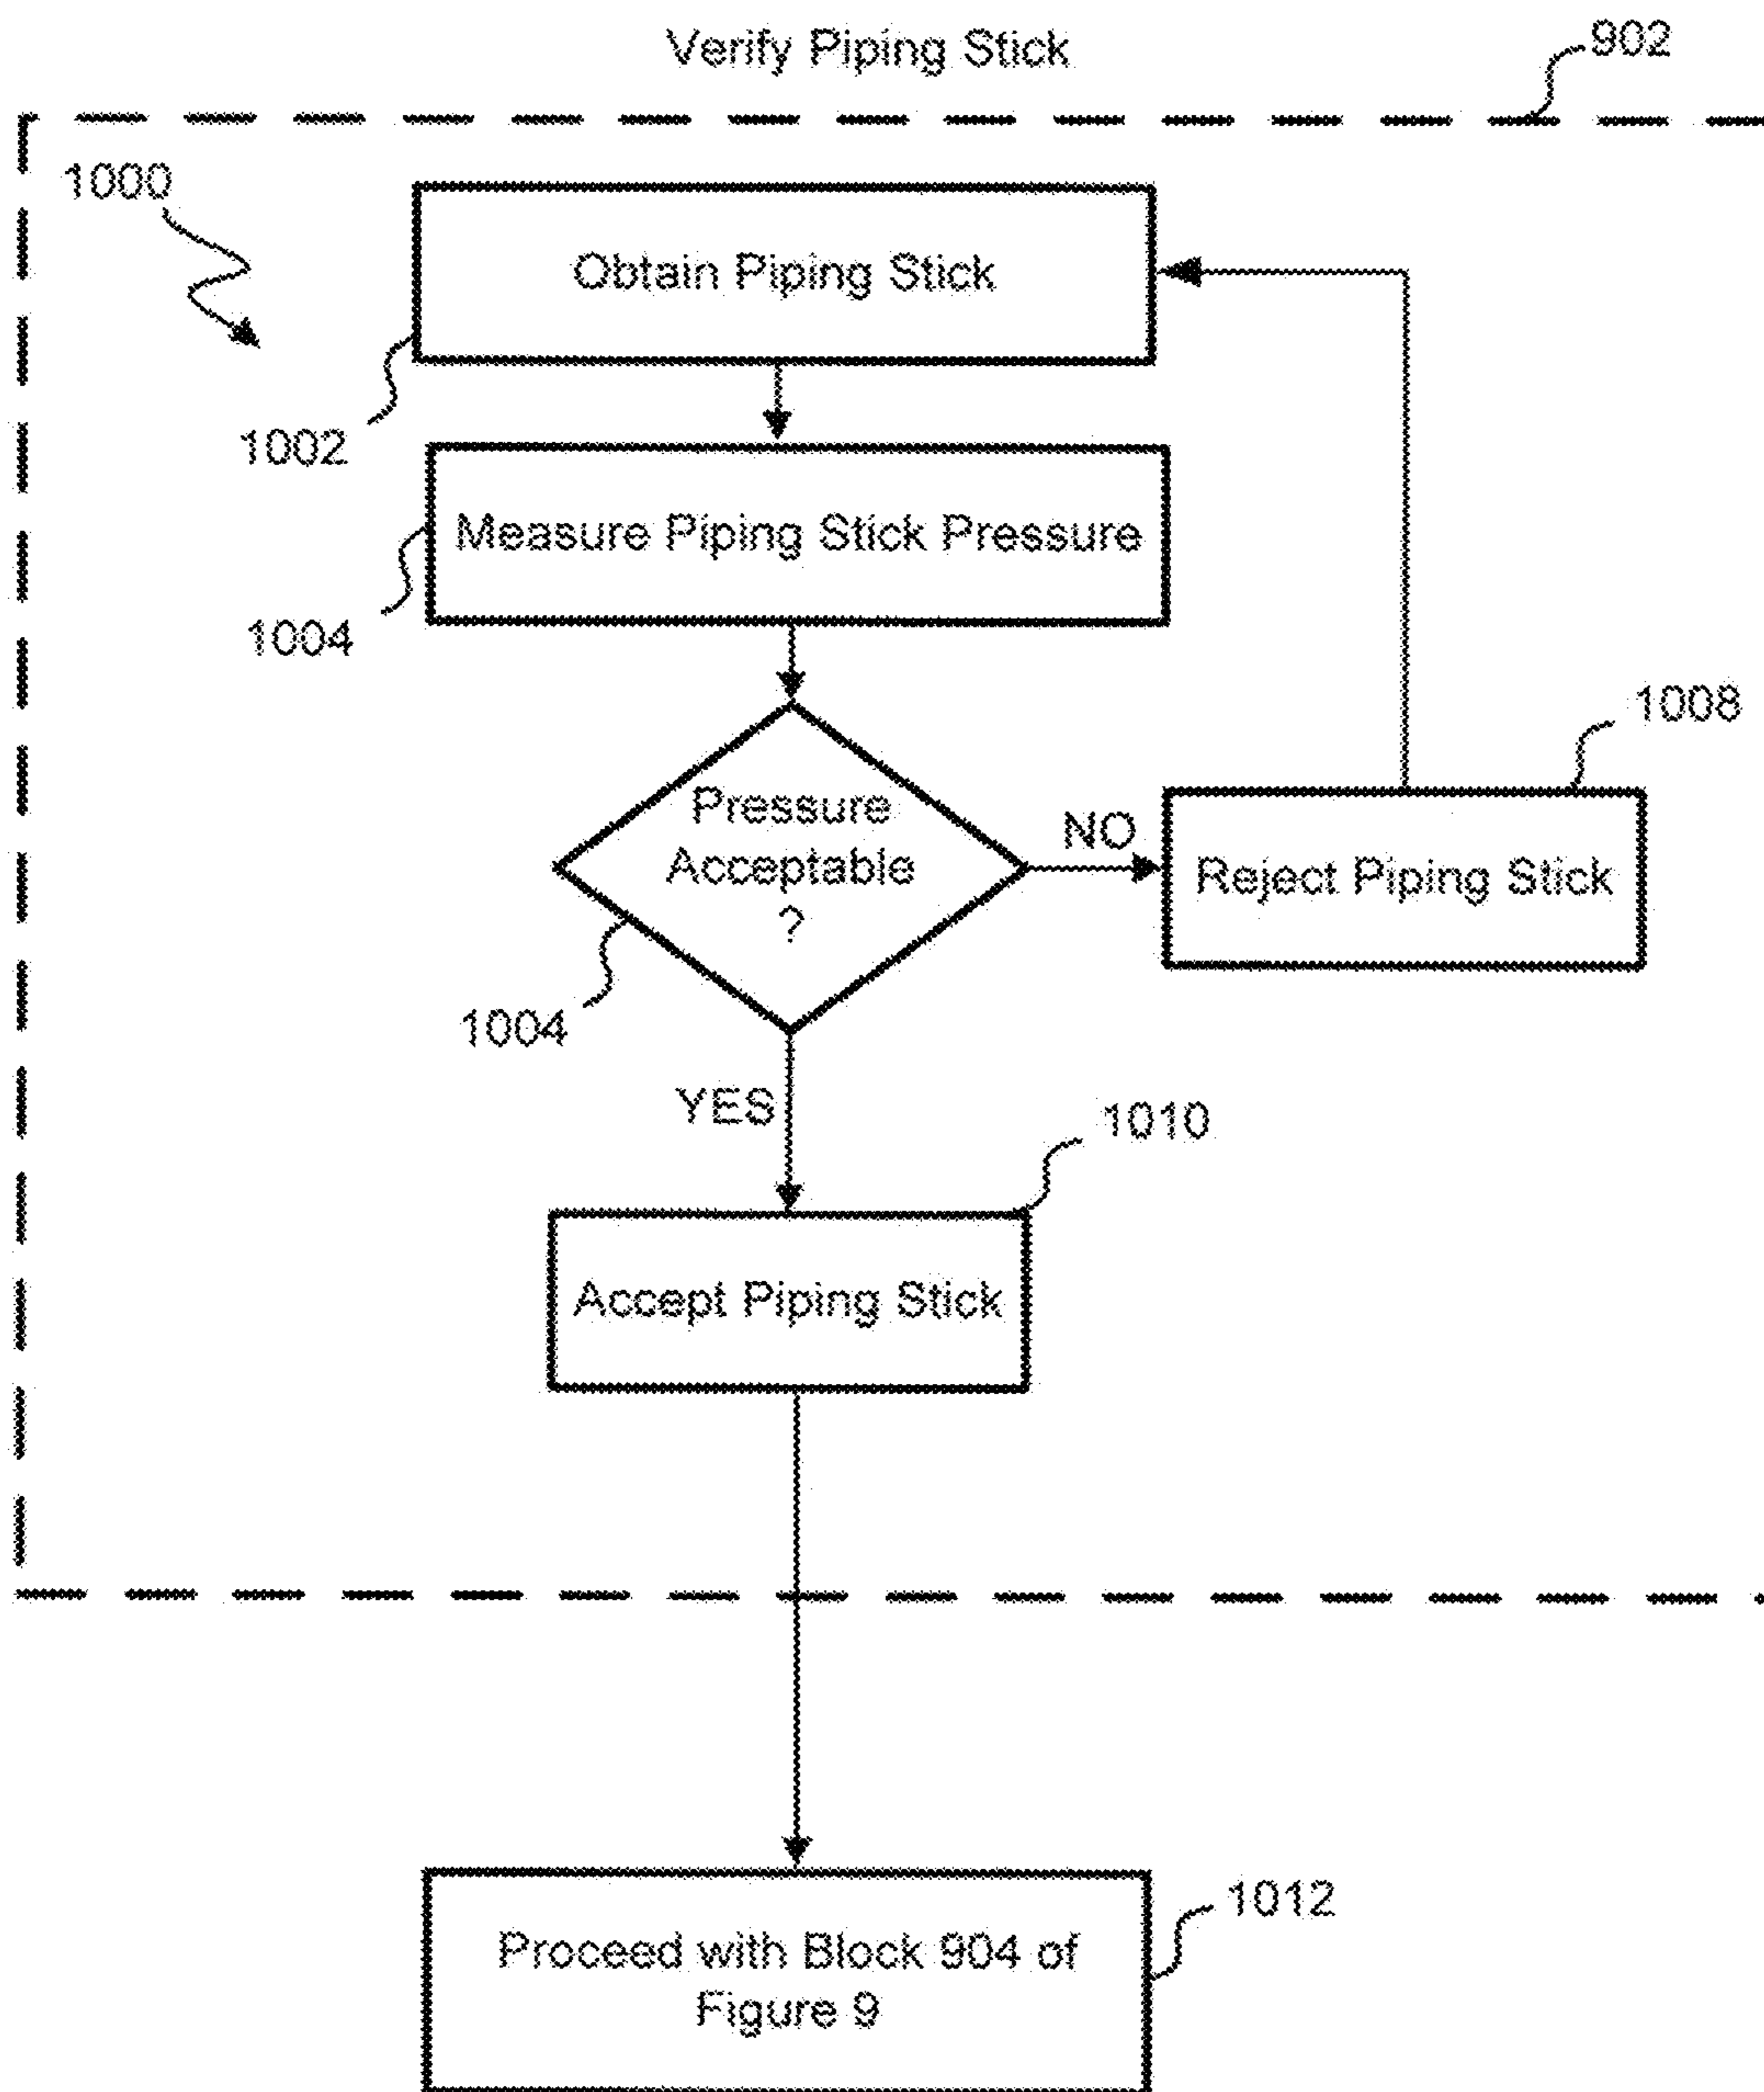 Verify Piping Stick
902
1000
Obtain Piping Stick
1002
Measure Piping Stick Pressure
1004
1008
Pressure
Acceptable
?
NO
Reject Piping Stick
1004
YES
1010
Accept Piping Stick
1012
Proceed with Block 904 of
Figure 9